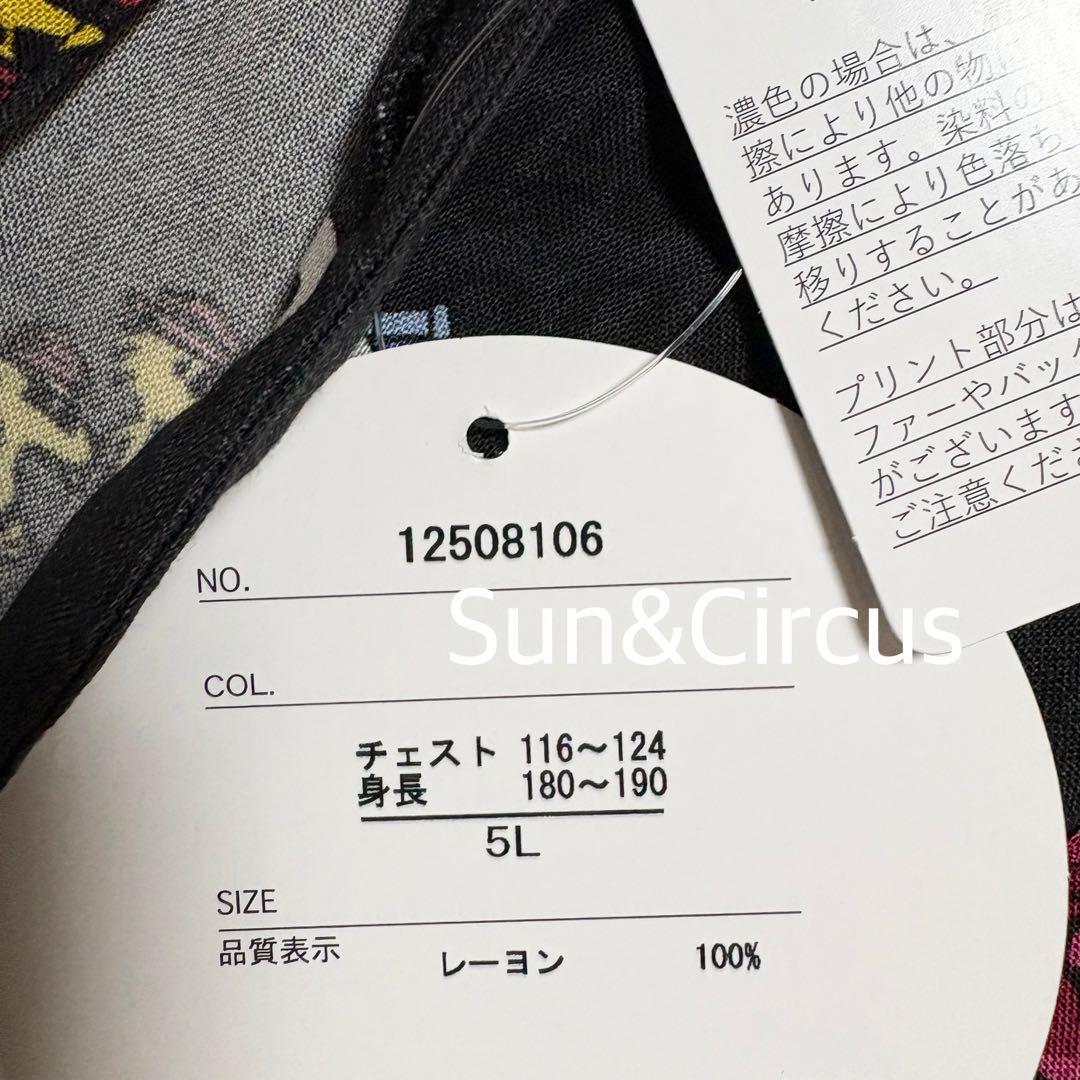 濃色の場合は、
擦により他の物に
あります。染料の
摩擦により色落ち
移りすることがあ
ください。
プリント部分は
ファーやバッグ
がございます
ご注意くださ
12508106
NO.
Sun&Circus
COL.
チェスト 116～124
身長 180～190
5L
SIZE
品質表示 レーヨン 100%